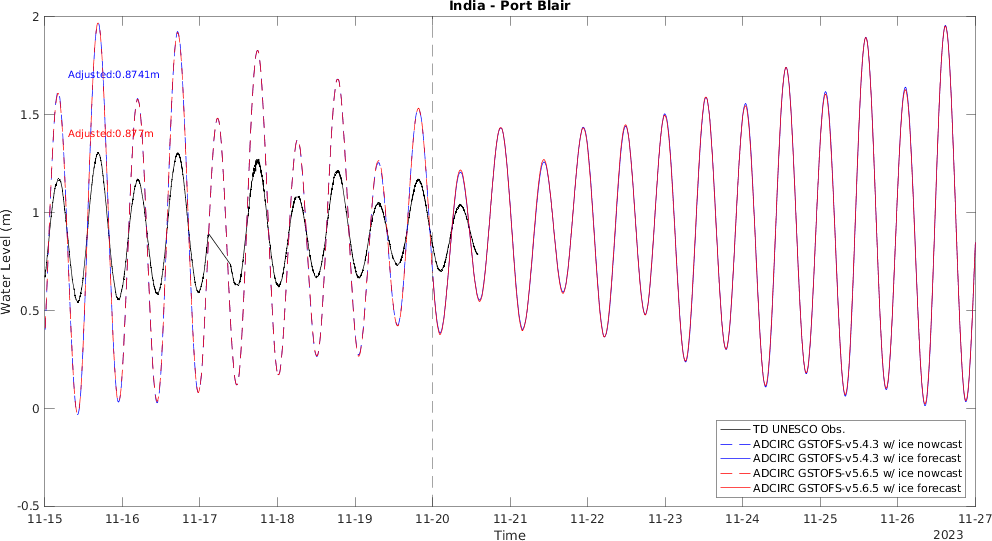 India - Port Blair
2
1.5
1
0.5
0
-0.5
Water Level (m)
Adjusted:0.8741m
Adjusted:0.877m
TD UNESCO Obs.
ADCIRC GSTOFS-v5.4.3 w/ ice nowcast
ADCIRC GSTOFS-v5.4.3 w/ ice forecast
ADCIRC GSTOFS-v5.6.5 w/ ice nowcast
ADCIRC GSTOFS-v5.6.5 w/ ice forecast
11-15 11-16 11-17 11-18 11-19 11-20 11-21 11-22 11-23 11-24 11-25 11-26 11-27
Time
2023